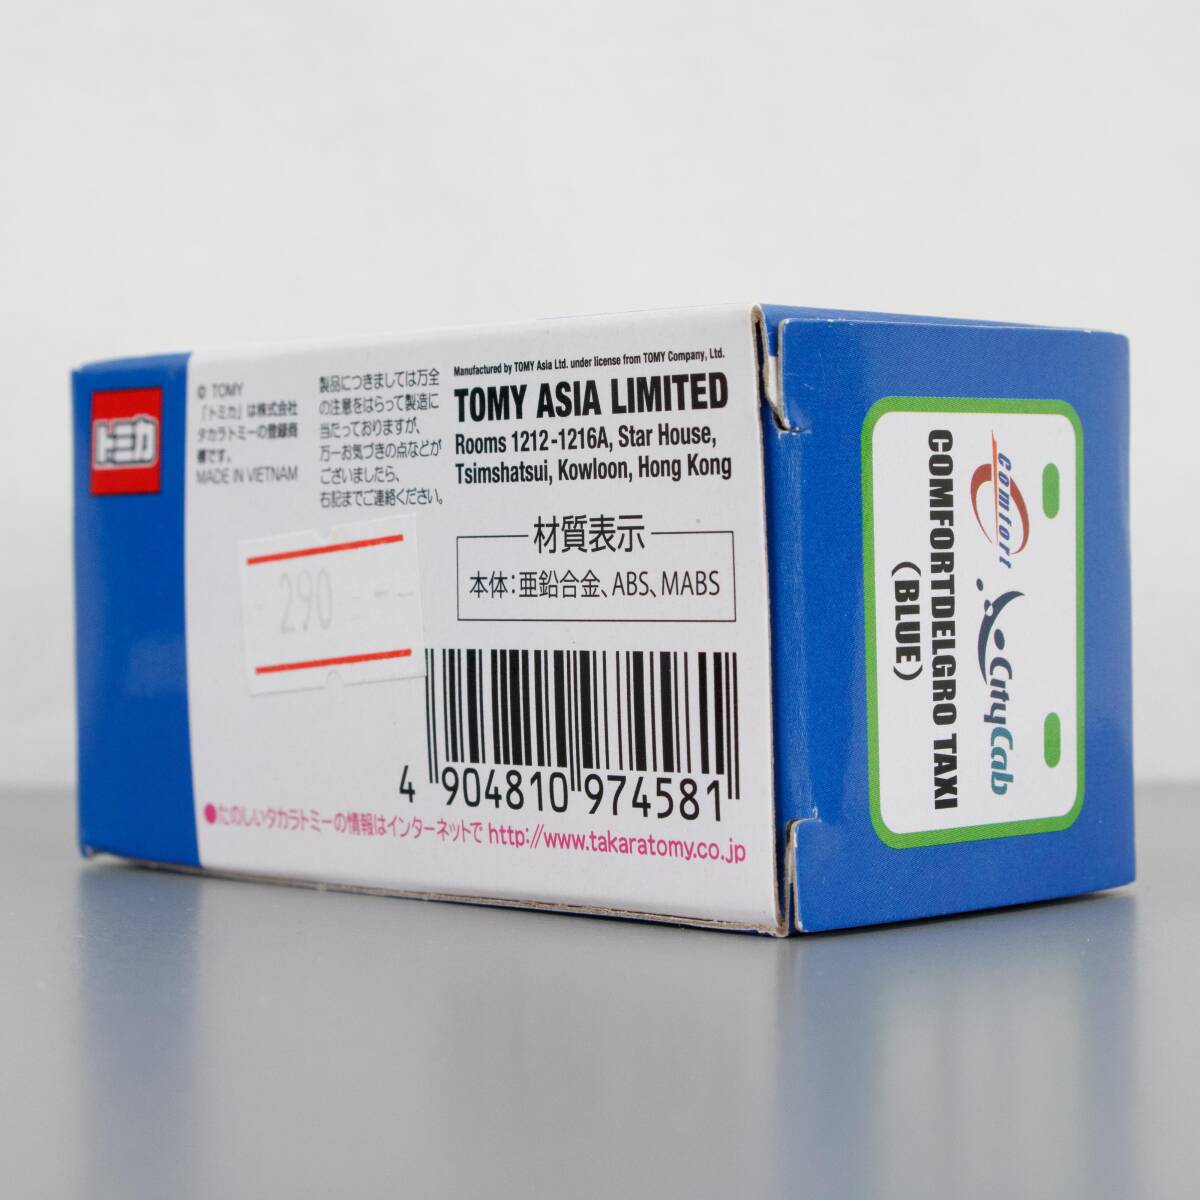 トミカ
© TOMY
「トミカ」は株式会社
タカラトミーの登録商
標です。
MADE IN VIETNAM
製品につきましては万全
の注意をはらって製造に
当たっておりますが、
万一お気づきの点などが
ございましたら、
右記までご連絡ください。
Manufactured by TOMY Asia Ltd. under license from TOMY Company, Ltd.
TOMY ASIA LIMITED
Rooms 1212-1216A, Star House,
Tsimshatsui, Kowloon, Hong Kong
材質表示
本体：亜鉛合金、ABS、MABS
290
4 904810 974581
●たのしいタカラトミーの情報はインターネットで http://www.takaratomy.co.jp
comfort CityCab
COMFORTDELGRO TAXI
(BLUE)